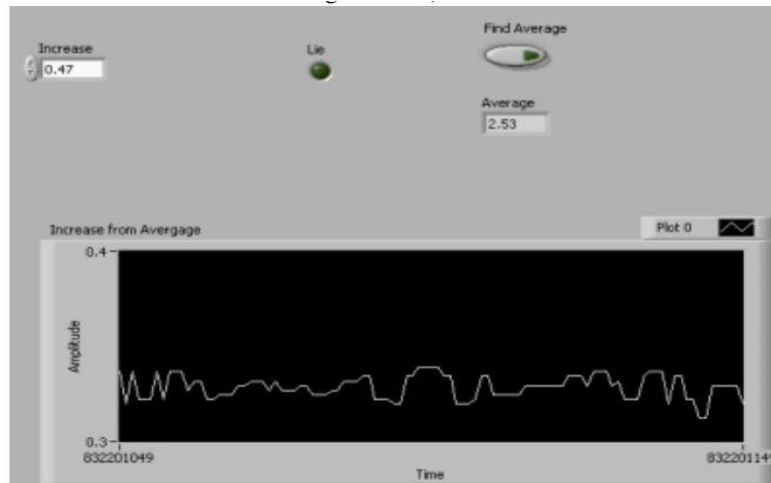 Increase
0.47
Lie
Find Average
Average
2.53
Increase from Avergage
Plot 0
0.4
Amplitude
0.3
832201049
832201149
Time